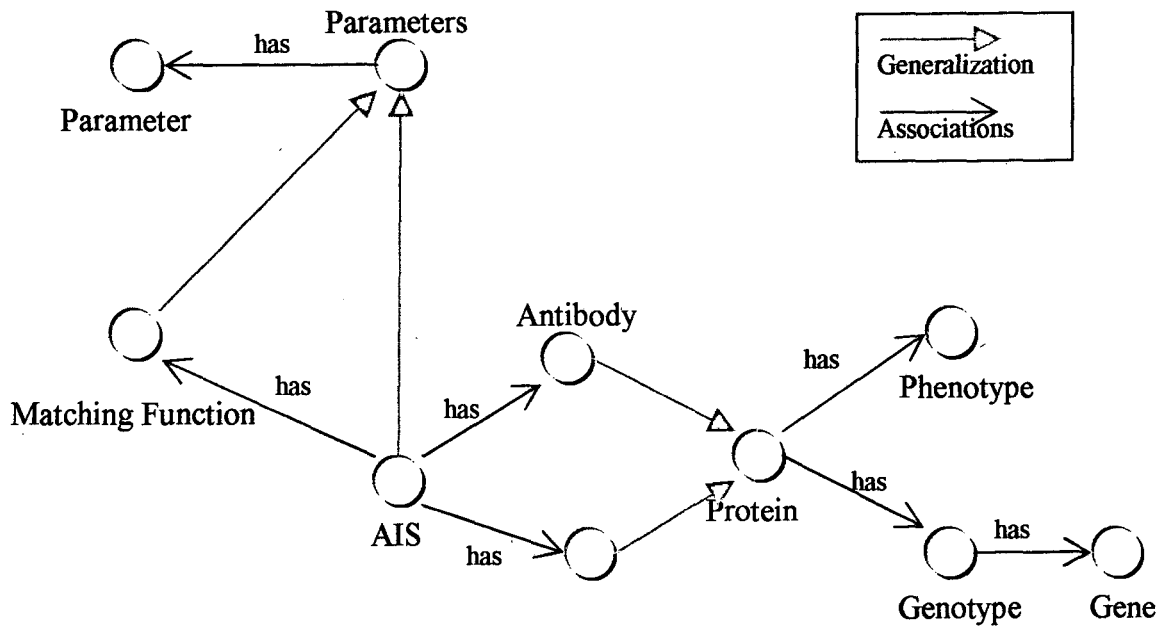 Parameters
has
Parameter
Generalization
Associations
Antibody
has
Phenotype
has
Matching Function
has
has
Protein
AIS
has
has
Genotype
Gene